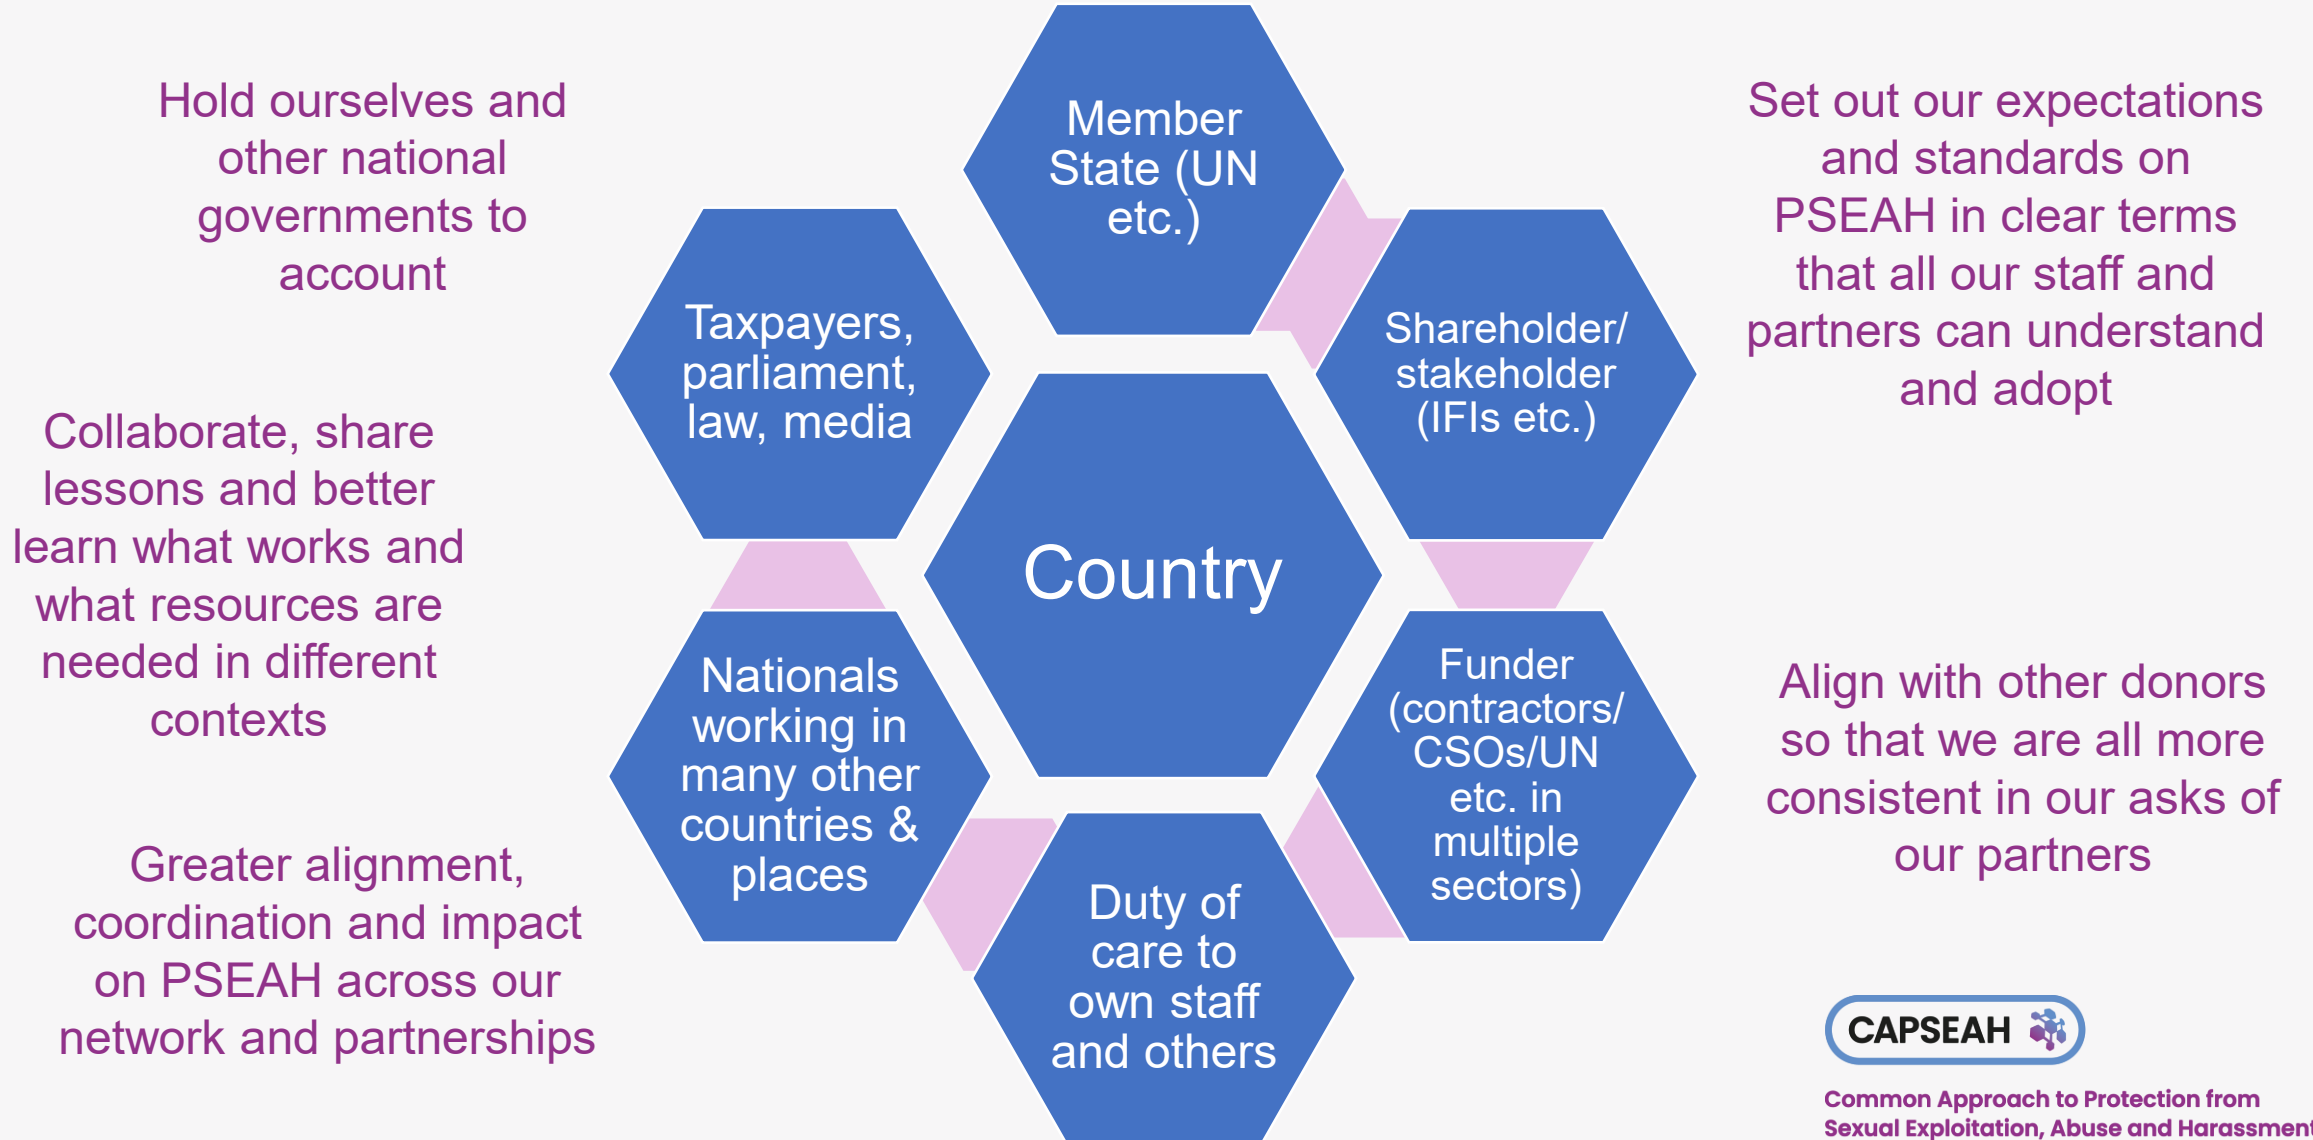 Hold ourselves and
other national
governments to
account
Collaborate, share
lessons and better
learn what works and
what resources are
needed in different
contexts
Greater alignment,
coordination and impact
on PSEAH across our
network and partnerships
Member
State (UN
etc.)
Taxpayers,
parliament,
law, media
Shareholder/
stakeholder
(IFIs etc.)
Country
Nationals
working in
many other
countries &
places
Funder
(contractors/
CSOs/UN
etc. in
multiple
sectors)
Duty of
care to
own staff
and others
Set out our expectations
and standards on
PSEAH in clear terms
that all our staff and
partners can understand
and adopt
Align with other donors
so that we are all more
consistent in our asks of
our partners
CAPSEAH
Common Approach to Protection from
Sexual Exploitation, Abuse and Harassment